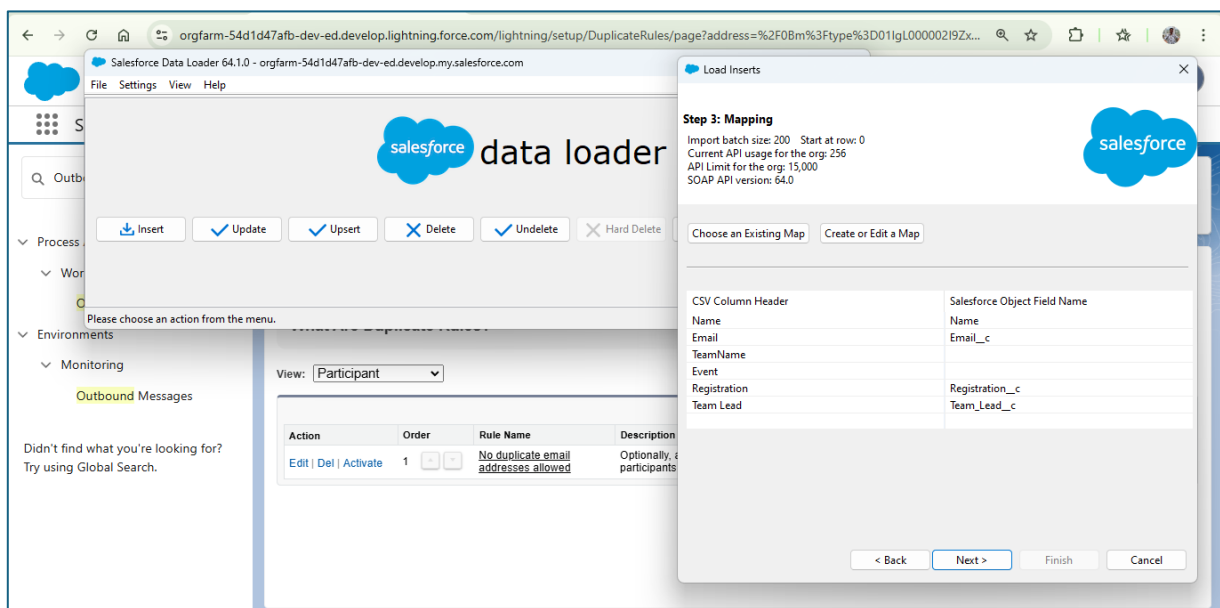 orgfarm-54d1d47afb-dev-ed.develop.lightning.force.com/lightning/setup/DuplicateRules/page?address=%2F0Bm%3Ftype%3D01IgL000002I9Zx...
Salesforce Data Loader 64.1.0 - orgfarm-54d1d47afb-dev-ed.develop.my.salesforce.com
File Settings View Help
salesforce data loader
Insert Update Upsert Delete Undelete Hard Delete
Please choose an action from the menu.
S
Outb
Process
Wor
O
Environments
Monitoring
Outbound Messages
Didn't find what you're looking for?
Try using Global Search.
View: Participant
Action Order Rule Name Description
Edit | Del | Activate 1 No duplicate email addresses allowed Optionally, a
participants
Load Inserts
Step 3: Mapping
Import batch size: 200 Start at row: 0
Current API usage for the org: 256
API Limit for the org: 15,000
SOAP API version: 64.0
salesforce
Choose an Existing Map Create or Edit a Map
CSV Column Header Salesforce Object Field Name
Name Name
Email Email__c
TeamName
Event
Registration Registration__c
Team Lead Team_Lead__c
< Back Next > Finish Cancel